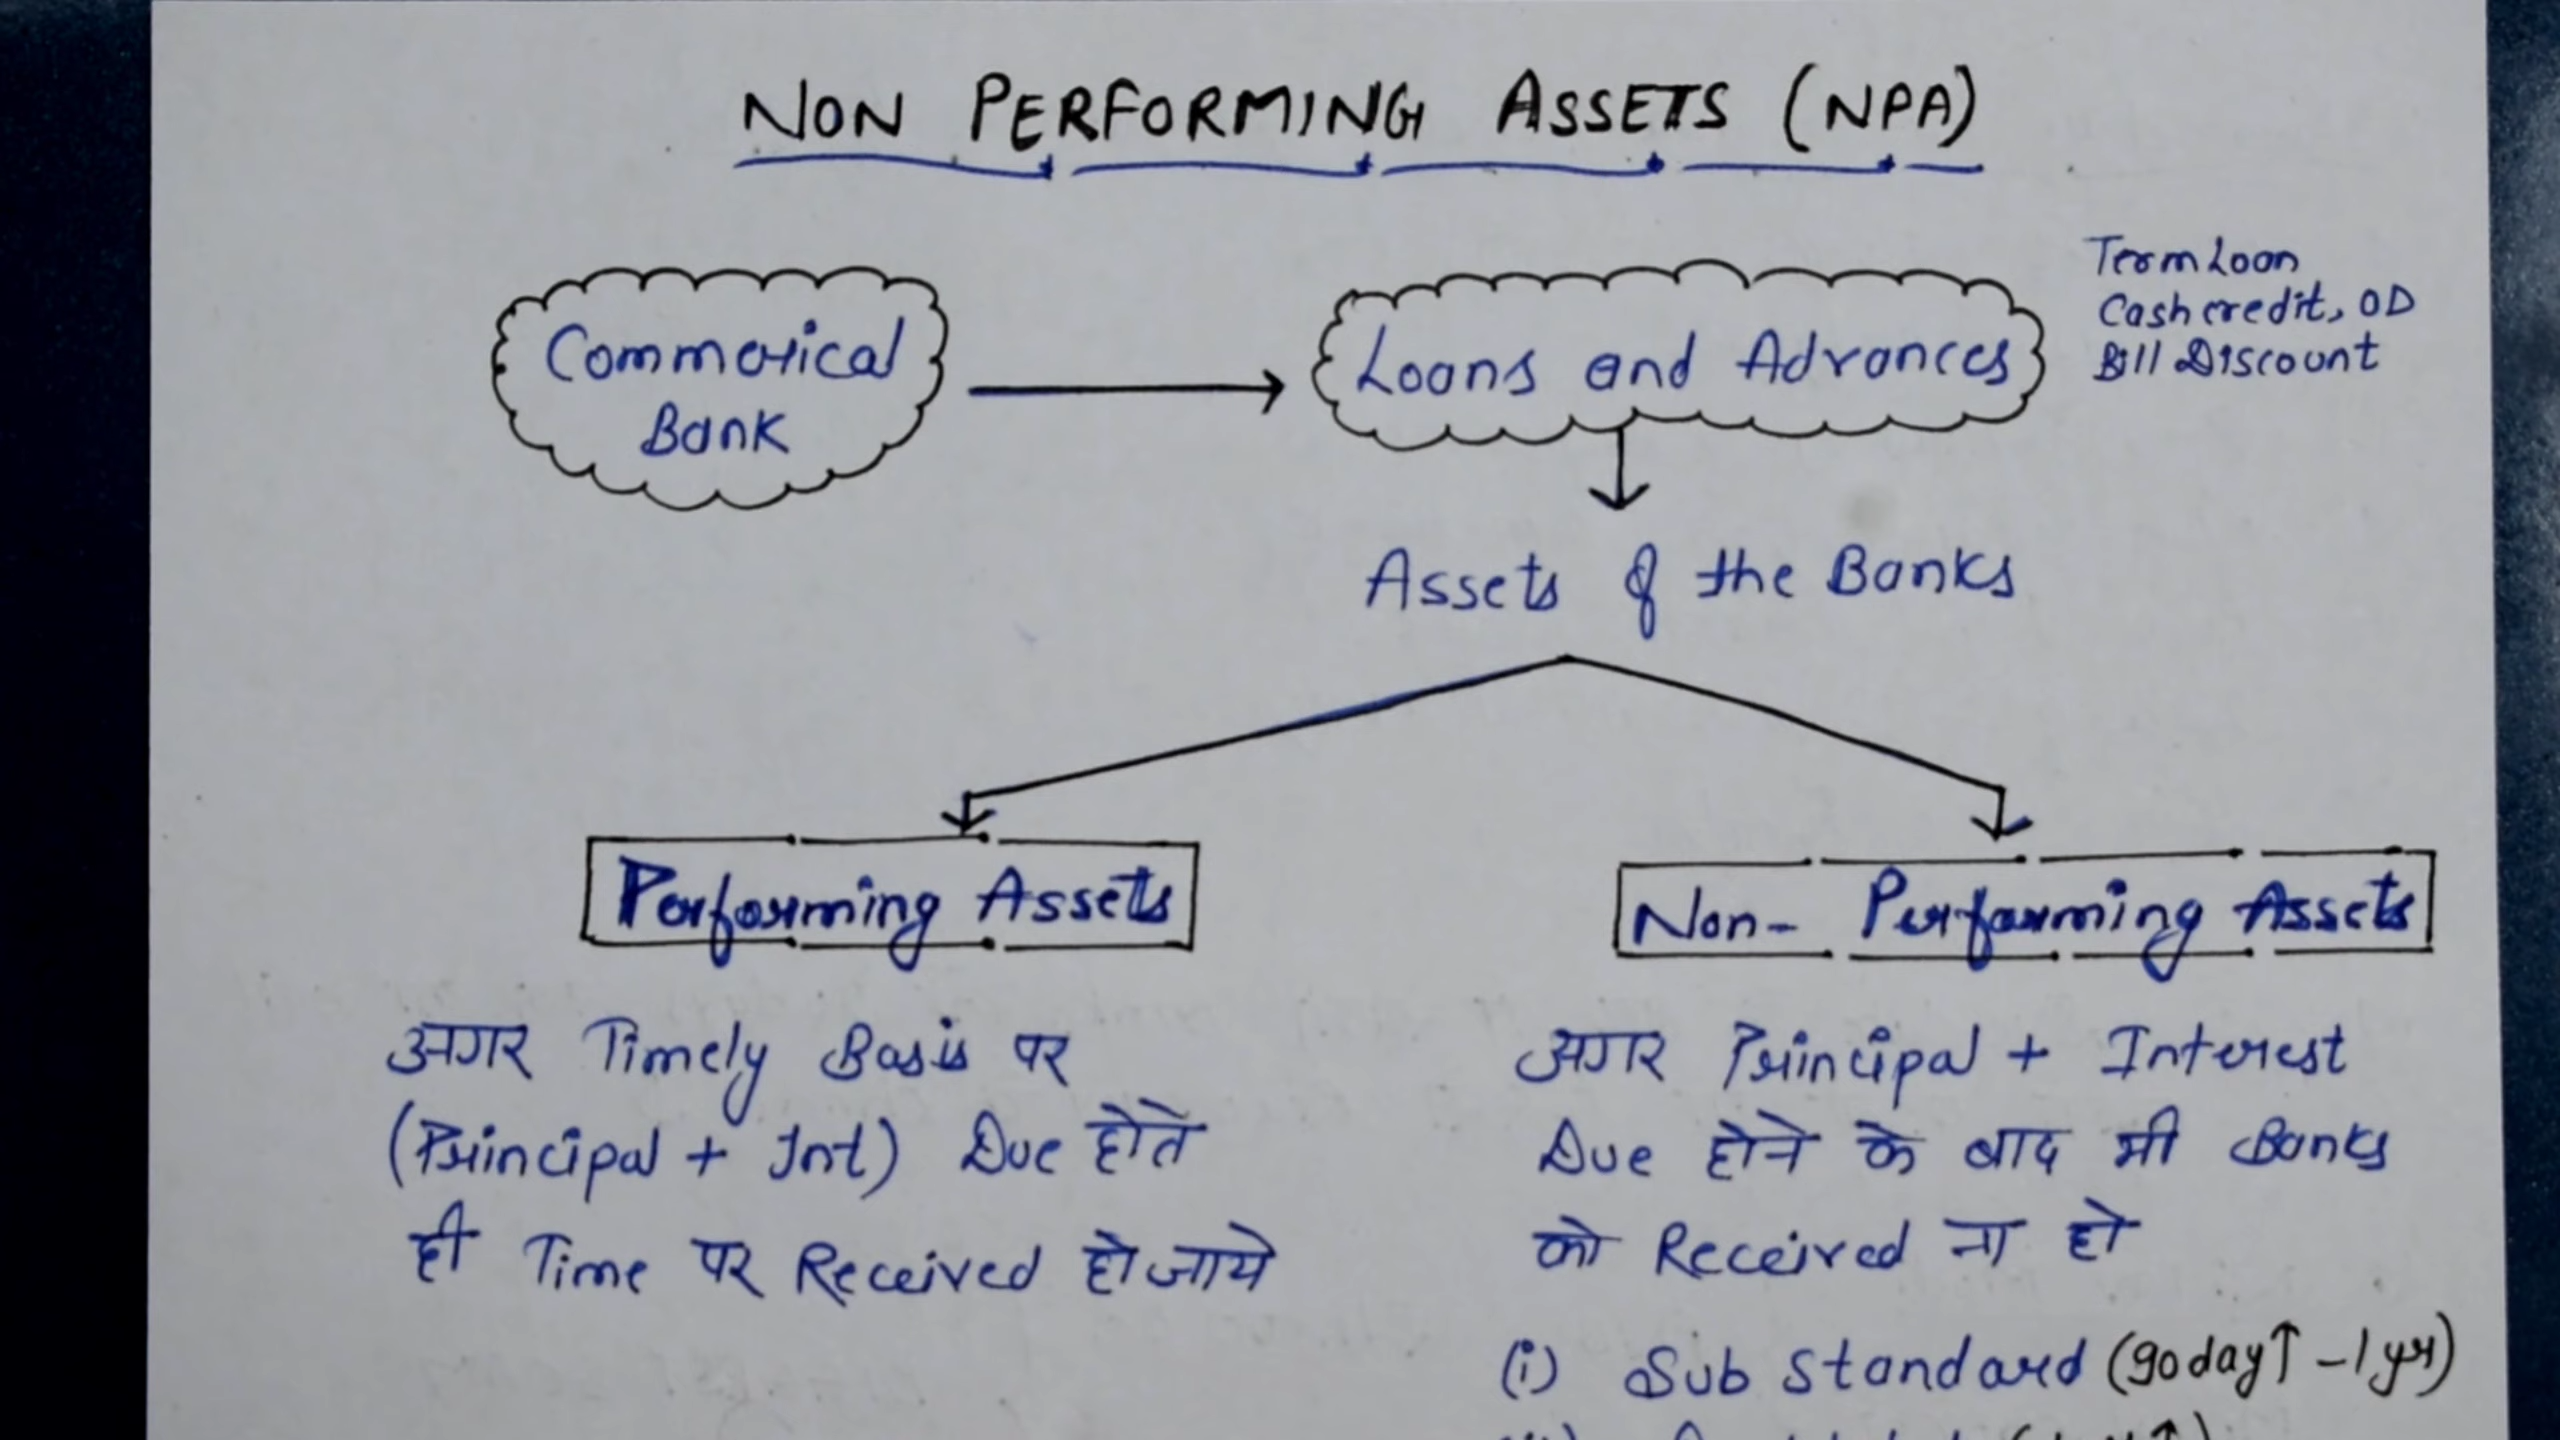 NON PERFORMING ASSETS (NPA)
Term Loan
Cash credit, OD
Bill Discount
Commerical
Bank
Loans and Advances
Assets of the Banks
Performing Assets
Non- Performing Assets
अगर Timely Basis पर
(Principal + Int) Due होते
ही Time पर Received हो जाये
अगर Principal + Interest
Due होने के बाद भी Banks
को Received ना हो
(i) Sub Standard (90 day↑ - 1 yr)